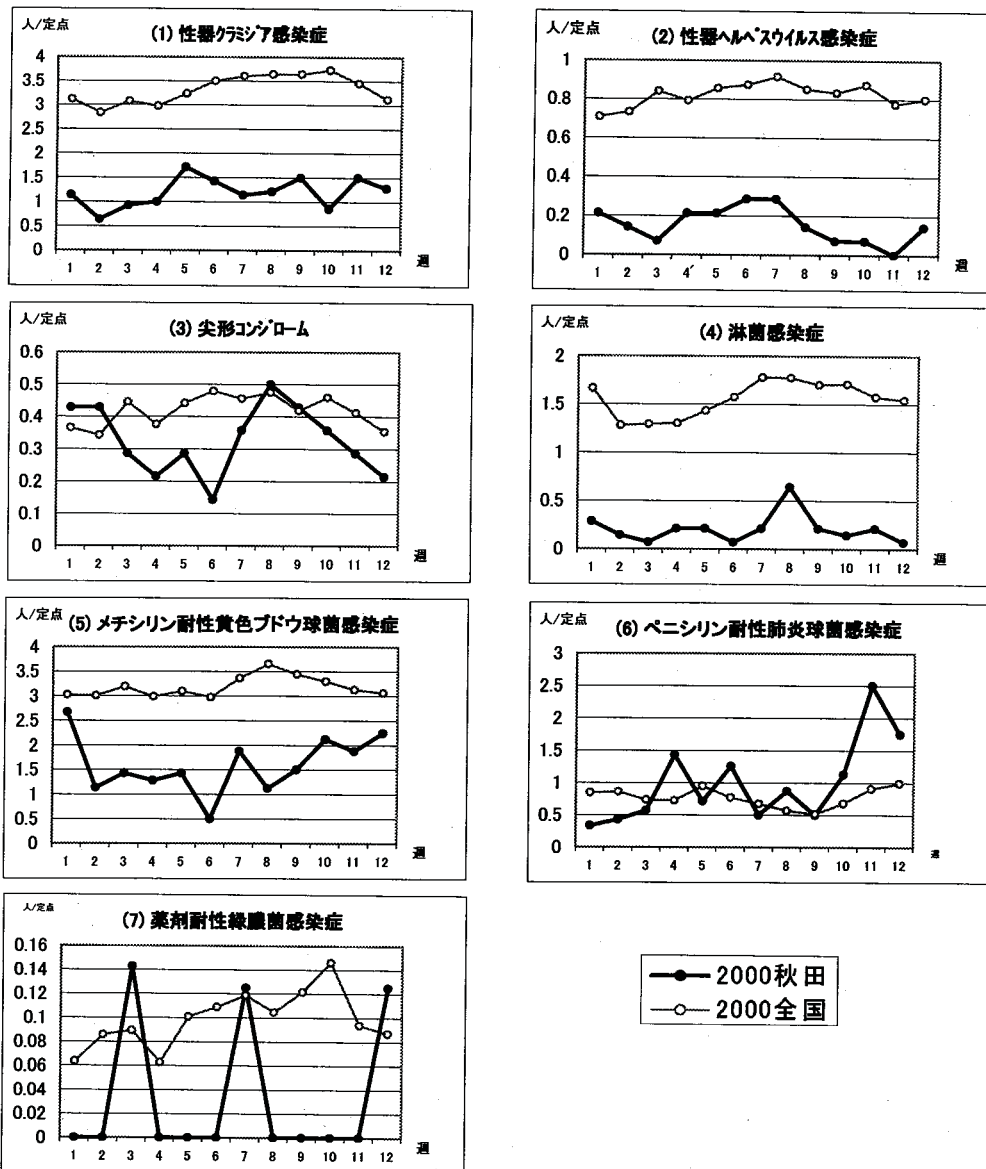 人/定点
(1) 性器クラミジア感染症
4
3.5
3
2.5
2
1.5
1
0.5
0
1 2 3 4 5 6 7 8 9 10 11 12
週
人/定点
(2) 性器ヘルペスウイルス感染症
1
0.8
0.6
0.4
0.2
0
1 2 3 4 5 6 7 8 9 10 11 12
週
人/定点
(3) 尖形コンジローム
0.6
0.5
0.4
0.3
0.2
0.1
0
1 2 3 4 5 6 7 8 9 10 11 12
週
人/定点
(4) 淋菌感染症
2
1.5
1
0.5
0
1 2 3 4 5 6 7 8 9 10 11 12
週
人/定点
(5) メチシリン耐性黄色ブドウ球菌感染症
4
3.5
3
2.5
2
1.5
1
0.5
0
1 2 3 4 5 6 7 8 9 10 11 12
週
人/定点
(6) ペニシリン耐性肺炎球菌感染症
3
2.5
2
1.5
1
0.5
0
1 2 3 4 5 6 7 8 9 10 11 12
週
人/定点
(7) 薬剤耐性緑膿菌感染症
0.16
0.14
0.12
0.1
0.08
0.06
0.04
0.02
0
1 2 3 4 5 6 7 8 9 10 11 12
週
2000秋田
2000全国